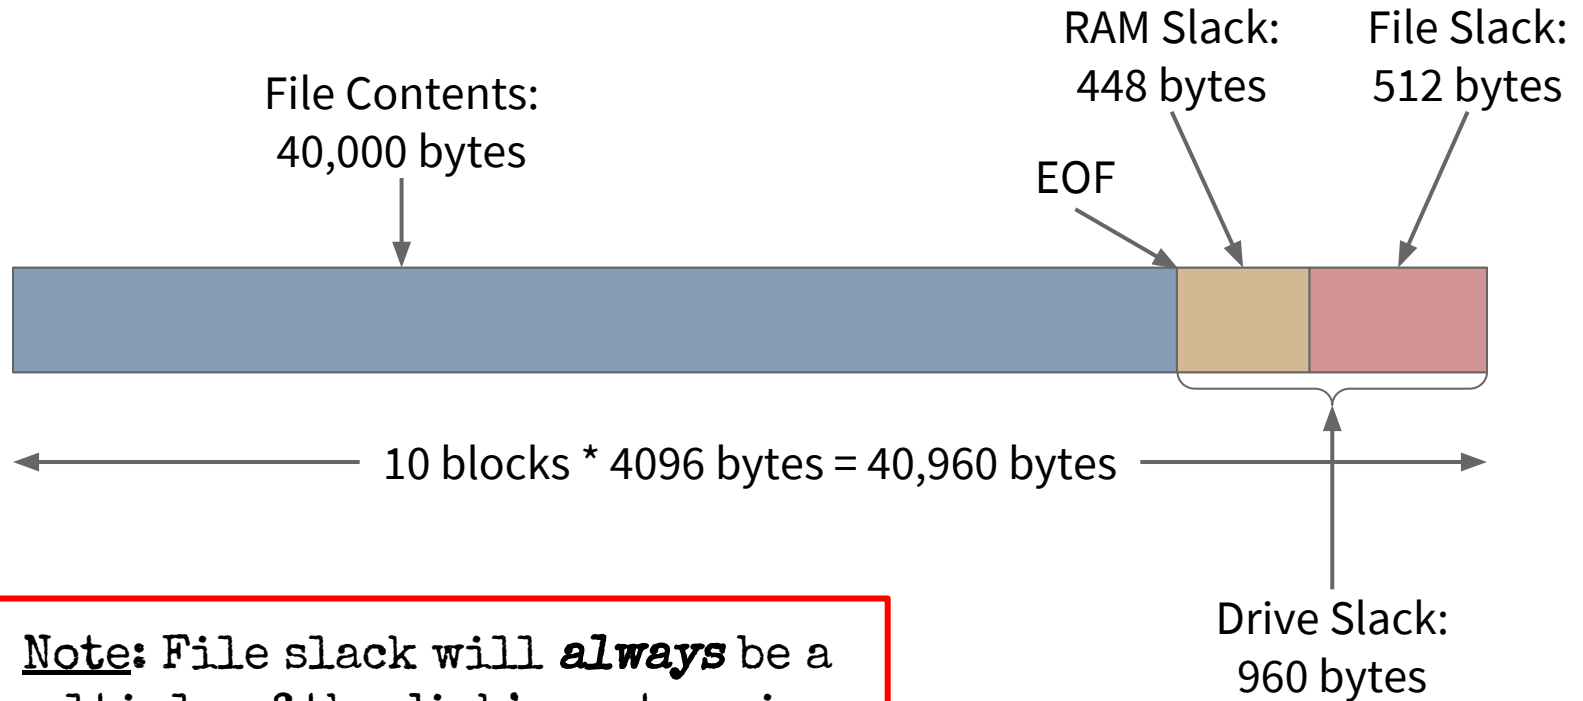 RAM Slack:
448 bytes
File Slack:
512 bytes
File Contents:
40,000 bytes
EOF
10 blocks * 4096 bytes = 40,960 bytes
Drive Slack:
960 bytes
Note: File slack will always be a